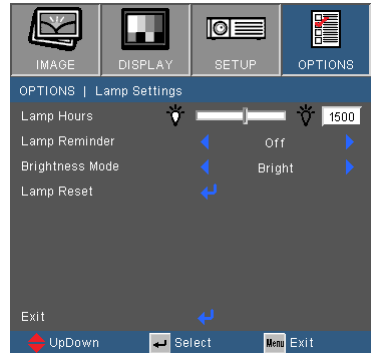 IMAGE DISPLAY SETUP OPTIONS
OPTIONS | Lamp Settings
Lamp Hours 1500
Lamp Reminder Off
Brightness Mode Bright
Lamp Reset
Exit
UpDown Select Menu Exit